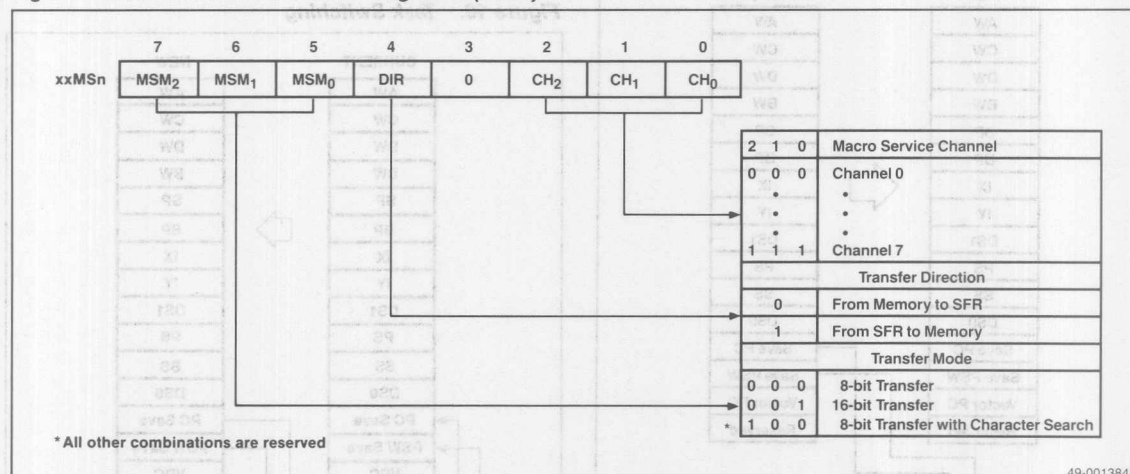 7 6 5 4 3 2 1 0
xxMSn MSM2 MSM1 MSM0 DIR 0 CH2 CH1 CH0
2 1 0 Macro Service Channel
0 0 0 Channel 0
• •
• •
• •
1 1 1 Channel 7
Transfer Direction
0 From Memory to SFR
1 From SFR to Memory
Transfer Mode
0 0 0 8-bit Transfer
0 0 1 16-bit Transfer
* 1 0 0 8-bit Transfer with Character Search
* All other combinations are reserved
49-001384